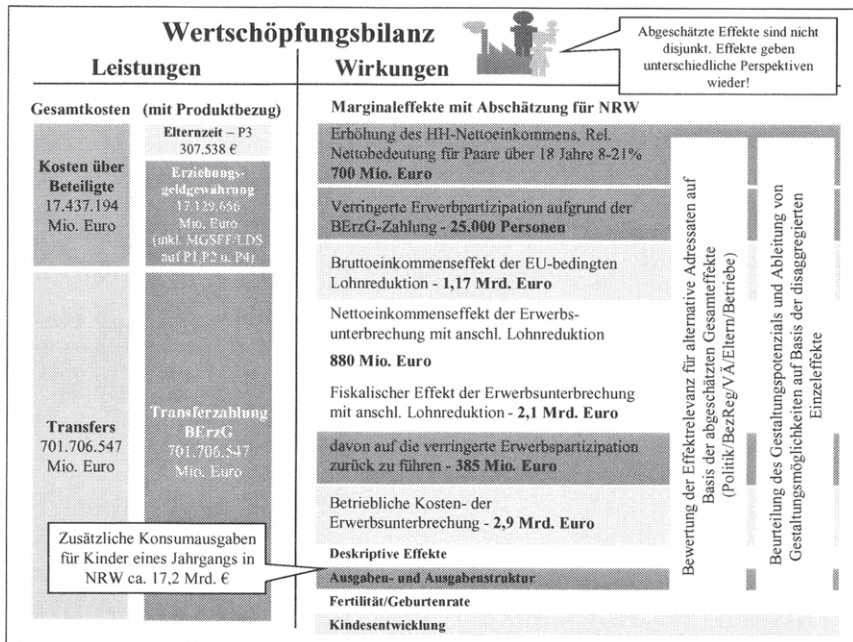 Wertschöpfungsbilanz
Abgeschätzte Effekte sind nicht
disjunkt. Effekte geben
unterschiedliche Perspektiven
wieder!
Leistungen
Wirkungen
Gesamtkosten
(mit Produktbezug)
Kosten über
Beteiligte
17.437.194
Mio. Euro
Transfers
701.706.547
Mio. Euro
Elternzeit – P3
307.538 €
Erziehungs-
geldgewährung
17.129.656
Mio. Euro
(inkl. MGSFF/LDS
auf P1,P2 u. P4)
Transferzahlung
BErzG
701.706.547
Mio. Euro
Marginaleffekte mit Abschätzung für NRW
Erhöhung des HH-Nettoeinkommens, Rel.
Nettobedeutung für Paare über 18 Jahre 8-21%
700 Mio. Euro
Verringerte Erwerbpartizipation aufgrund der
BErzG-Zahlung - 25.000 Personen
Bruttoeinkommenseffekt der EU-bedingten
Lohnreduktion - 1,17 Mrd. Euro
Nettoeinkommenseffekt der Erwerbs-
unterbrechung mit anschl. Lohnreduktion
880 Mio. Euro
Fiskalischer Effekt der Erwerbsunterbrechung
mit anschl. Lohnreduktion - 2,1 Mrd. Euro
davon auf die verringerte Erwerbspartizipation
zurück zu führen - 385 Mio. Euro
Betriebliche Kosten- der
Erwerbsunterbrechung - 2,9 Mrd. Euro
Deskriptive Effekte
Ausgaben- und Ausgabenstruktur
Fertilität/Geburtenrate
Kindesentwicklung
Zusätzliche Konsumausgaben
für Kinder eines Jahrgangs in
NRW ca. 17,2 Mrd. €
Bewertung der Effektrelevanz für alternative Adressaten auf
Basis der abgeschätzten Gesamteffekte
(Politik/BezReg/VÄ/Eltern/Betriebe)
Beurteilung des Gestaltungspotenzials und Ableitung von
Gestaltungsmöglichkeiten auf Basis der disaggregierten
Einzeleffekte